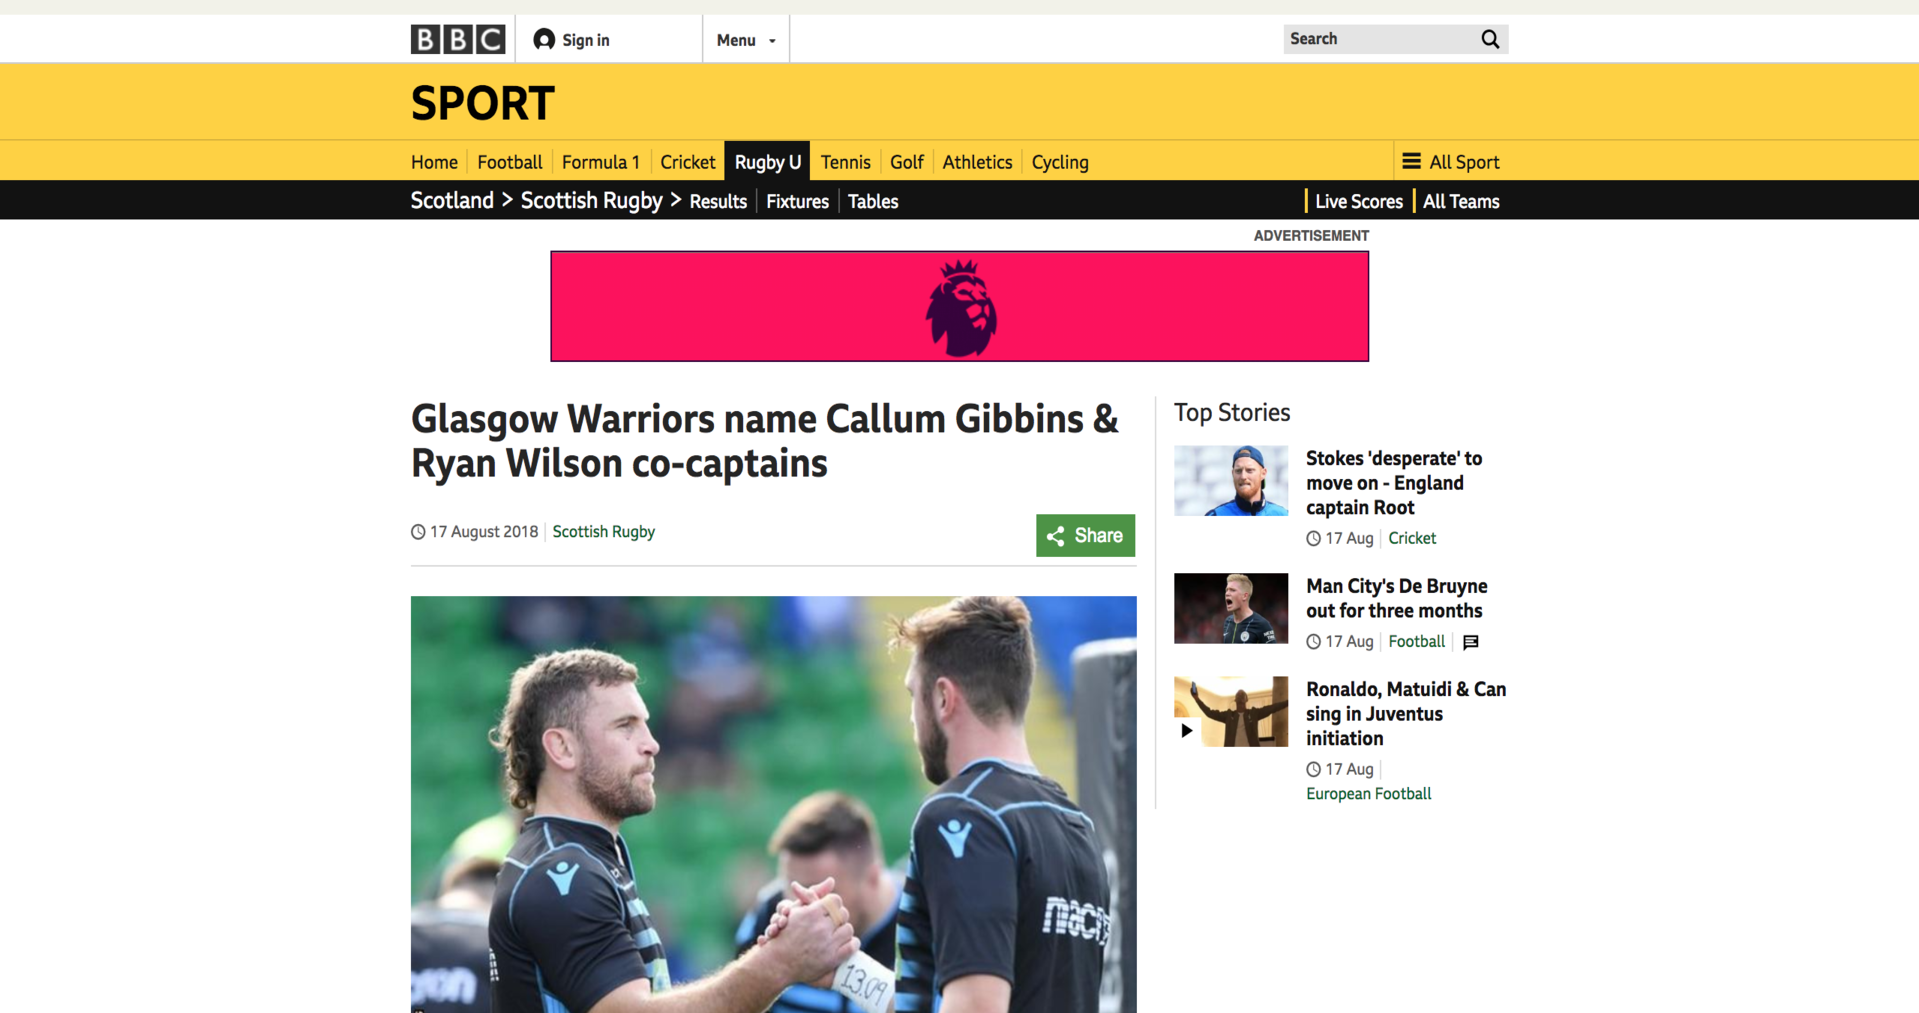 BBC
Sign in
Menu
Search
SPORT
Home
Football
Formula 1
Cricket
Rugby U
Tennis
Golf
Athletics
Cycling
All Sport
Scotland > Scottish Rugby > Results
Fixtures
Tables
Live Scores
All Teams
ADVERTISEMENT
Glasgow Warriors name Callum Gibbins &
Ryan Wilson co-captains
17 August 2018
Scottish Rugby
Share
13.09
Top Stories
Stokes 'desperate' to
move on - England
captain Root
17 Aug
Cricket
Man City's De Bruyne
out for three months
17 Aug
Football
Ronaldo, Matuidi & Can
sing in Juventus
initiation
17 Aug
European Football